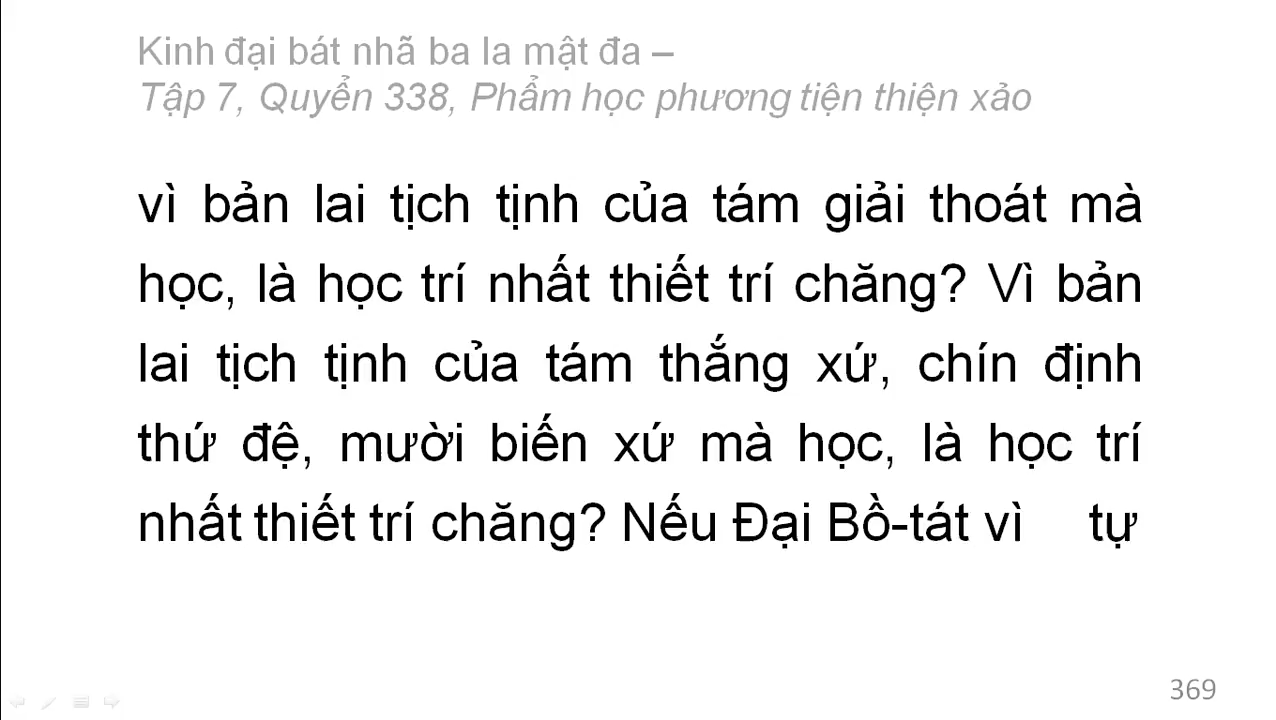 Kinh đại bát nhã ba la mật đa –
Tập 7, Quyển 338, Phẩm học phương tiện thiện xảo
vì bản lai tịch tịnh của tám giải thoát mà
học, là học trí nhất thiết trí chăng? Vì bản
lai tịch tịnh của tám thắng xứ, chín định
thứ đệ, mười biến xứ mà học, là học trí
nhất thiết trí chăng? Nếu Đại Bồ-tát vì tự
369